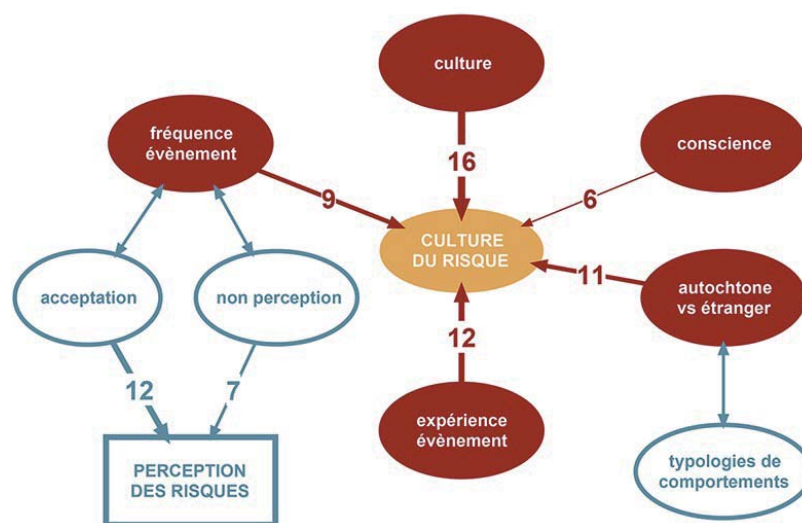 culture
fréquence
évènement
conscience
16
9
6
CULTURE
DU RISQUE
acceptation
non perception
11
autochtone
vs étranger
12
12
7
expérience
évènement
PERCEPTION
DES RISQUES
typologies de
comportements